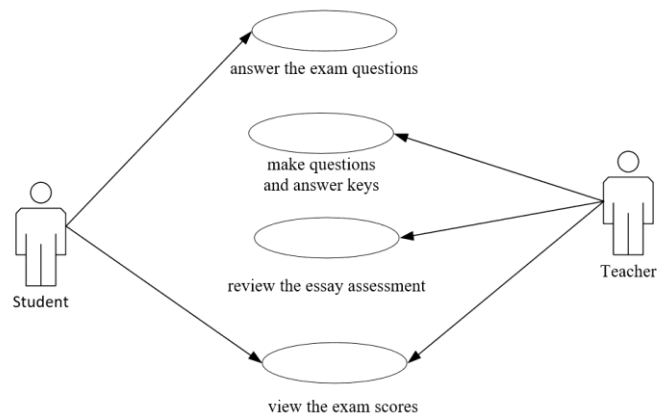 answer the exam questions
make questions
and answer keys
Student
Teacher
review the essay assessment
view the exam scores